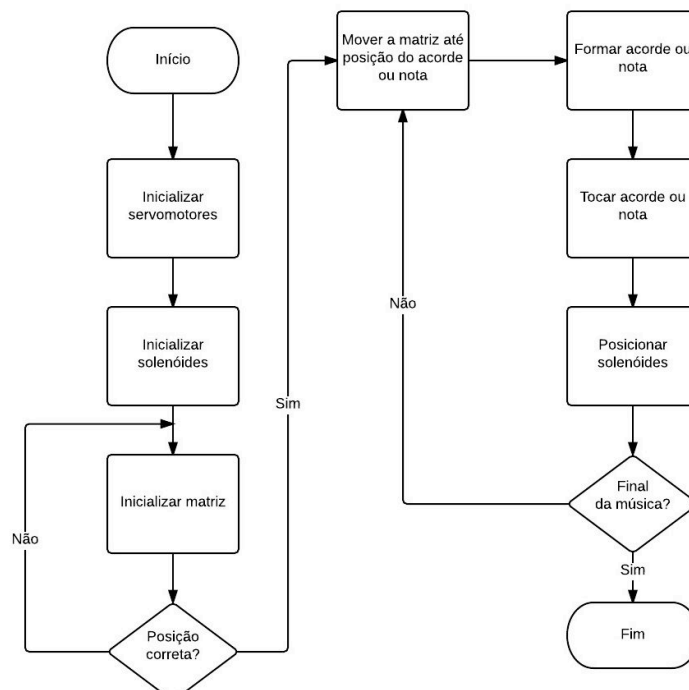 Início
Inicializar
servomotores
Inicializar
solenóides
Inicializar matriz
Não
Posição
correta?
Sim
Mover a matriz até
posição do acorde
ou nota
Formar acorde ou
nota
Tocar acorde ou
nota
Posicionar
solenóides
Final
da música?
Não
Sim
Fim